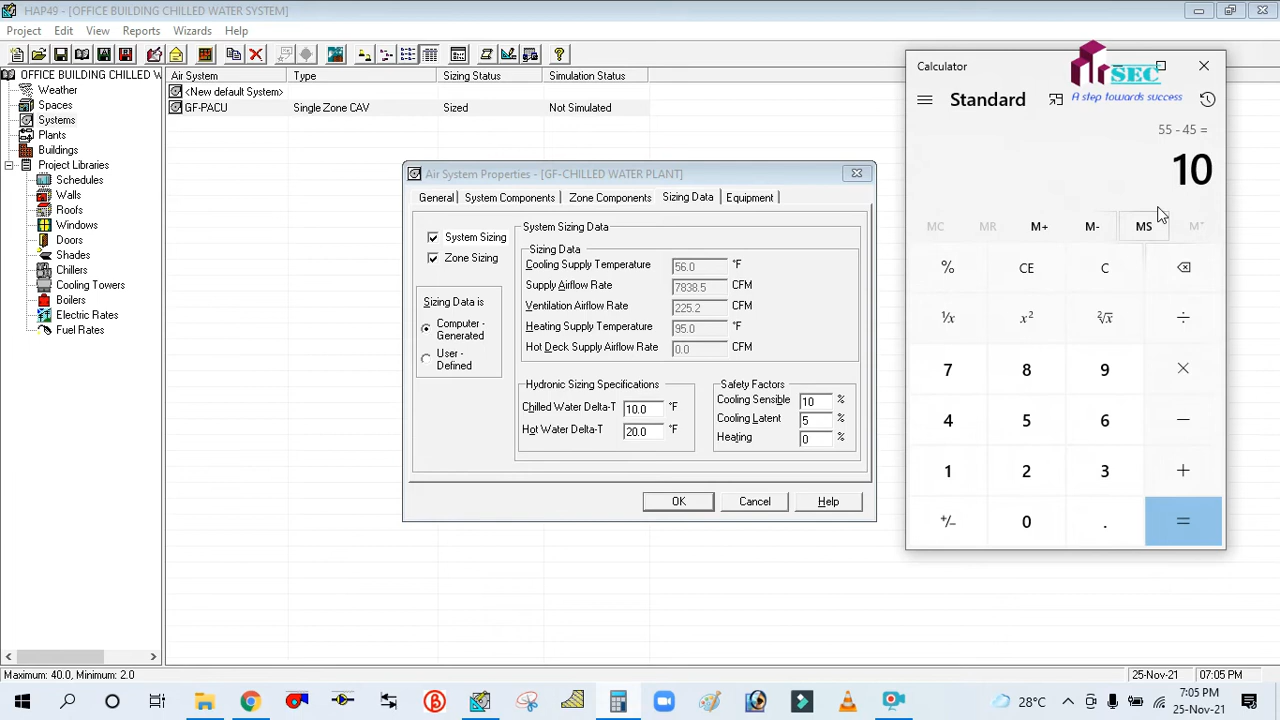 HAP49 - [OFFICE BUILDING CHILLED WATER SYSTEM]
Project Edit View Reports Wizards Help
OFFICE BUILDING CHILLED W
Weather
Spaces
Systems
Plants
Buildings
Project Libraries
Schedules
Walls
Roofs
Windows
Doors
Shades
Chillers
Cooling Towers
Boilers
Electric Rates
Fuel Rates
Air System Type Sizing Status Simulation Status
<New default System>
GF-PACU Single Zone CAV Sized Not Simulated
Air System Properties - [GF-CHILLED WATER PLANT]
General System Components Zone Components Sizing Data Equipment
System Sizing
Zone Sizing
Sizing Data is
Computer -
Generated
User -
Defined
System Sizing Data
Sizing Data
Cooling Supply Temperature 56.0 °F
Supply Airflow Rate 7838.5 CFM
Ventilation Airflow Rate 225.2 CFM
Heating Supply Temperature 95.0 °F
Hot Deck Supply Airflow Rate 0.0 CFM
Hydronic Sizing Specifications
Chilled Water Delta-T 10.0 °F
Hot Water Delta-T 20.0 °F
Safety Factors
Cooling Sensible 10 %
Cooling Latent 5 %
Heating 0 %
OK Cancel Help
Calculator
SEC
A step towards success
Standard
55 - 45 =
10
MC MR M+ M- MS M˅
% CE C
¹/x x² ²√x ÷
7 8 9 ×
4 5 6 −
1 2 3 +
+/− 0 . =
Maximum: 40.0, Minimum: 2.0
25-Nov-21 07:05 PM
28°C
7:05 PM
25-Nov-21